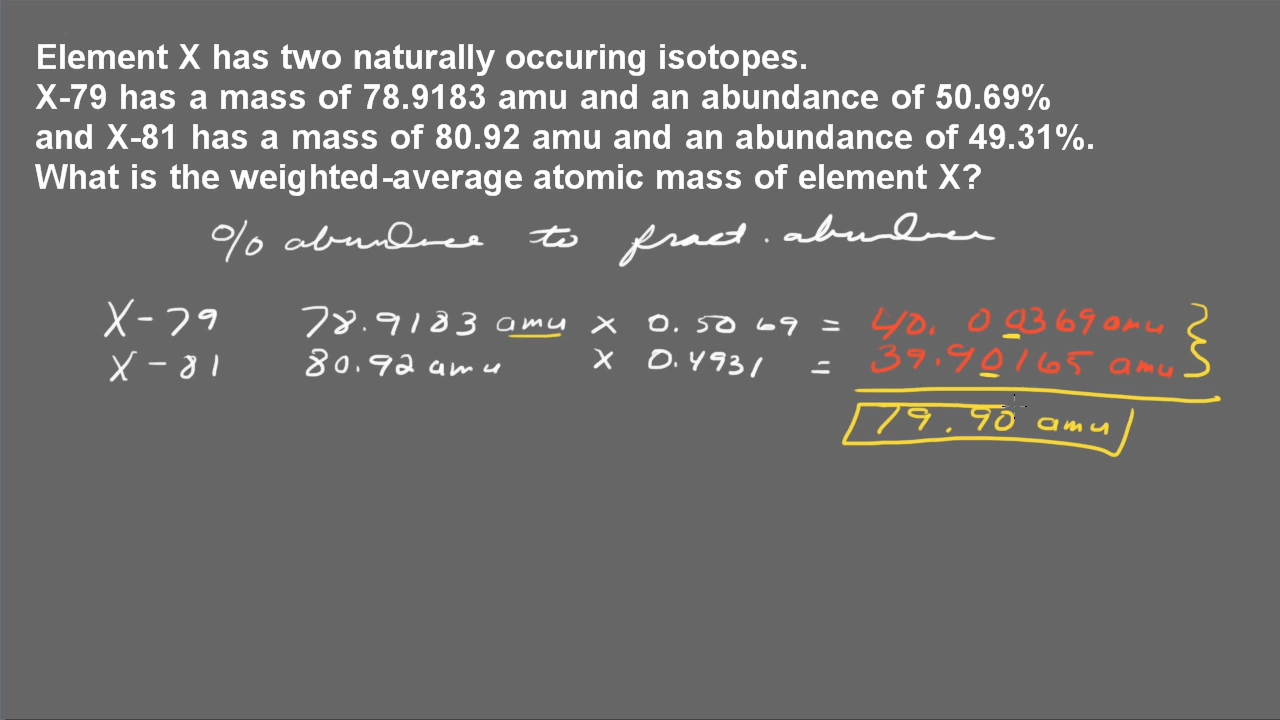 Element X has two naturally occuring isotopes.
X-79 has a mass of 78.9183 amu and an abundance of 50.69%
and X-81 has a mass of 80.92 amu and an abundance of 49.31%.
What is the weighted-average atomic mass of element X?
% abundance to fract. abundance
X-79 78.9183 amu x 0.5069 = 40.00369 amu
X-81 80.92 amu x 0.4931 = 39.90165 amu
79.90 amu